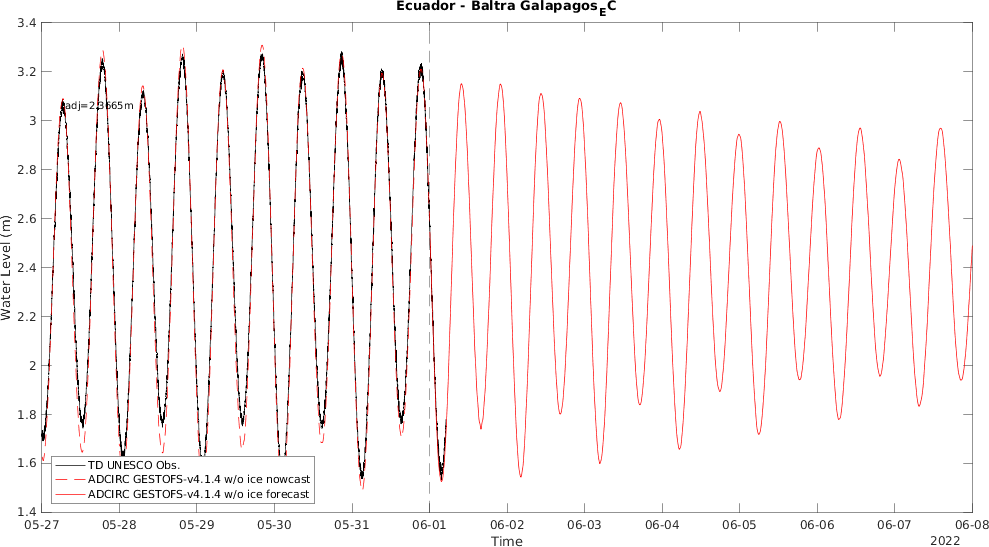 Ecuador - Baltra Galapagos_EC
3.4
3.2
3
2.8
2.6
2.4
2.2
2
1.8
1.6
1.4
Water Level (m)
adj=2.3665m
TD UNESCO Obs.
ADCIRC GESTOFS-v4.1.4 w/o ice nowcast
ADCIRC GESTOFS-v4.1.4 w/o ice forecast
05-27 05-28 05-29 05-30 05-31 06-01 06-02 06-03 06-04 06-05 06-06 06-07 06-08
Time
2022